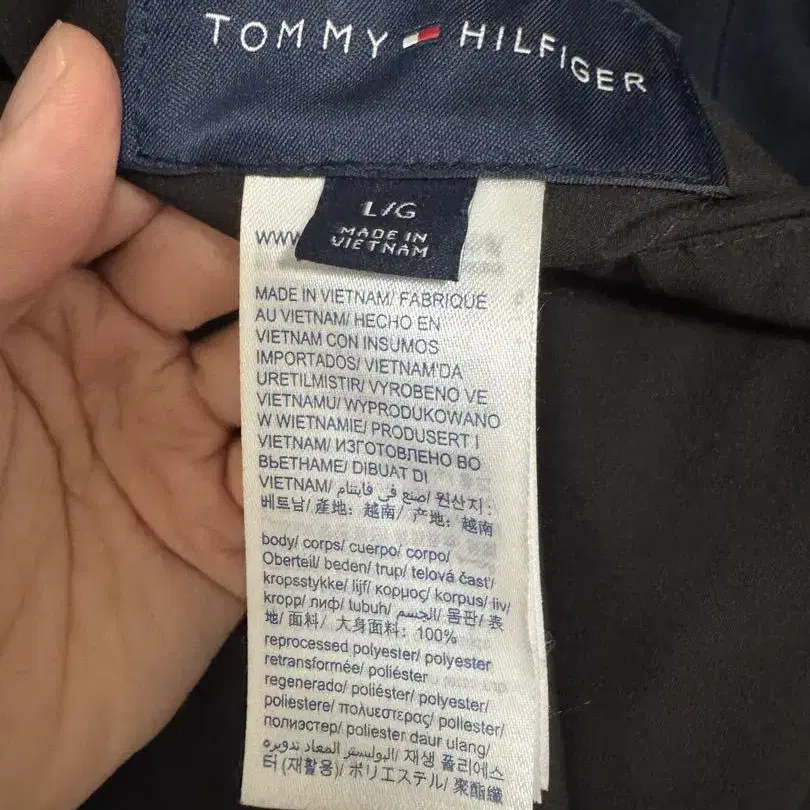 TOMMY HILFIGER
L/G
MADE IN
VIETNAM
WWW
MADE IN VIETNAM/ FABRIQUÉ
AU VIETNAM/ HECHO EN
VIETNAM CON INSUMOS
IMPORTADOS/ VIETNAM'DA
URETILMISTIR/ VYROBENO VE
VIETNAMU/ WYPRODUKOWANO
W WIETNAMIE/ PRODUSERT I
VIETNAM/ ИЗГОТОВЛЕНО ВО
ВЬЕТНАМЕ/ DIBUAT DI
VIETNAM/ صنع في فايتنام/ 원산지 :
베트남/ 產地：越南/ 产地：越南
body/ corps/ cuerpo/ corpo/
Oberteil/ beden/ trup/ telová časť/
kropsstykke/ lijf/ κορμος/ korpus/ liv/
kropp/ лиф/ tubuh/ الجسم/ 몸판/ 表
地/ 面料/ 大身面料：100%
reprocessed polyester/ polyester
retransformée/ poliéster
regenerado/ poliéster/ polyester/
poliestere/ πολυεστερας/ poliester/
полиэстер/ poliester daur ulang/
البوليستر المعاد تدويره/ 재생 폴리에스
터 (재활용)/ ポリエステル/ 聚酯纖